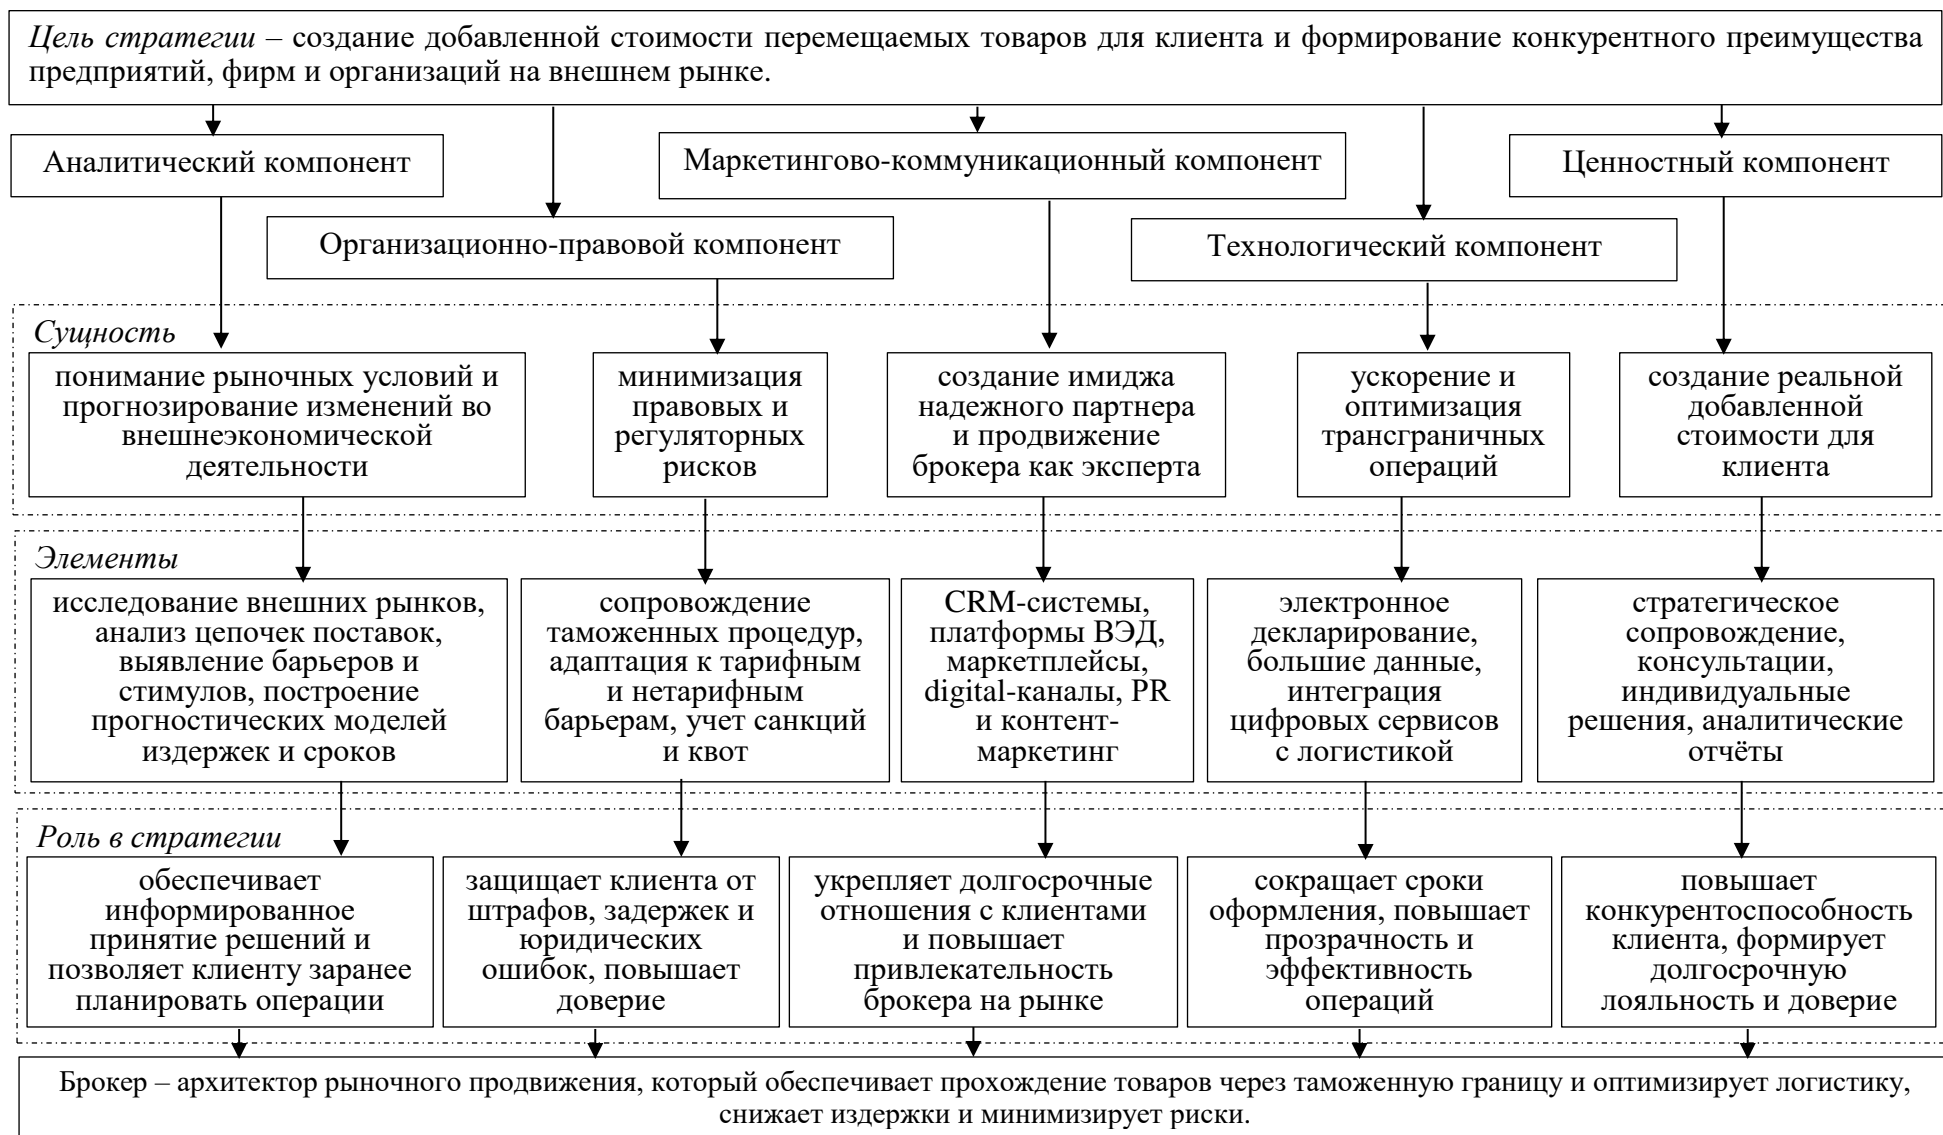 Цель стратегии – создание добавленной стоимости перемещаемых товаров для клиента и формирование конкурентного преимущества
предприятий, фирм и организаций на внешнем рынке.
Аналитический компонент
Маркетингово-коммуникационный компонент
Ценностный компонент
Организационно-правовой компонент
Технологический компонент
Сущность
понимание рыночных условий и
прогнозирование изменений во
внешнеэкономической
деятельности
минимизация
правовых и
регуляторных
рисков
создание имиджа
надежного партнера
и продвижение
брокера как эксперта
ускорение и
оптимизация
трансграничных
операций
создание реальной
добавленной
стоимости для
клиента
Элементы
исследование внешних рынков,
анализ цепочек поставок,
выявление барьеров и
стимулов, построение
прогностических моделей
издержек и сроков
сопровождение
таможенных процедур,
адаптация к тарифным
и нетарифным
барьерам, учет санкций
и квот
CRM-системы,
платформы ВЭД,
маркетплейсы,
digital-каналы, PR
и контент-
маркетинг
электронное
декларирование,
большие данные,
интеграция
цифровых сервисов
с логистикой
стратегическое
сопровождение,
консультации,
индивидуальные
решения, аналитические
отчёты
Роль в стратегии
обеспечивает
информированное
принятие решений и
позволяет клиенту заранее
планировать операции
защищает клиента от
штрафов, задержек и
юридических
ошибок, повышает
доверие
укрепляет долгосрочные
отношения с клиентами
и повышает
привлекательность
брокера на рынке
сокращает сроки
оформления, повышает
прозрачность и
эффективность
операций
повышает
конкурентоспособность
клиента, формирует
долгосрочную
лояльность и доверие
Брокер – архитектор рыночного продвижения, который обеспечивает прохождение товаров через таможенную границу и оптимизирует логистику,
снижает издержки и минимизирует риски.